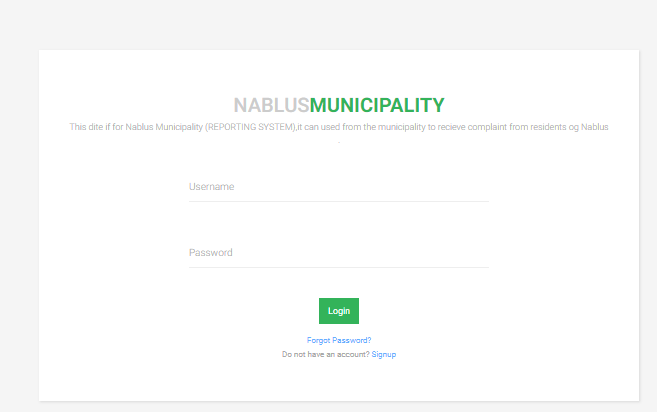 NABLUSMUNICIPALITY
This dite if for Nablus Municipality (REPORTING SYSTEM),it can used from the municipality to recieve complaint from residents og Nablus
.
Username
Password
Login
Forgot Password?
Do not have an account? Signup